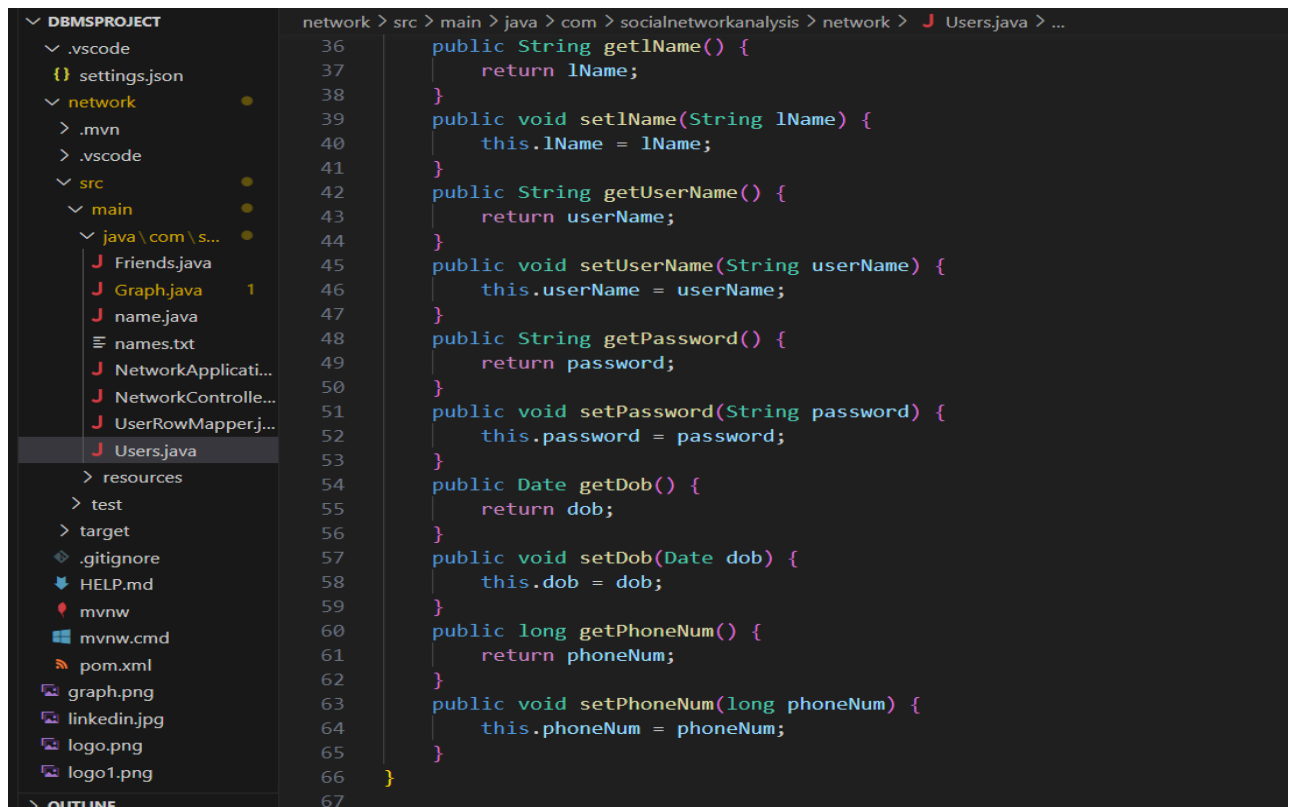 DBMSPROJECT
.vscode
{} settings.json
network
.mvn
.vscode
src
main
java\com\s...
Friends.java
Graph.java 1
name.java
names.txt
NetworkApplicati...
NetworkControlle...
UserRowMapper.j...
Users.java
resources
test
target
.gitignore
HELP.md
mvnw
mvnw.cmd
pom.xml
graph.png
linkedin.jpg
logo.png
logo1.png
OUTLINE
network > src > main > java > com > socialnetworkanalysis > network > J Users.java > ...
36 public String getlName() {
37 return lName;
38 }
39 public void setlName(String lName) {
40 this.lName = lName;
41 }
42 public String getUserName() {
43 return userName;
44 }
45 public void setUserName(String userName) {
46 this.userName = userName;
47 }
48 public String getPassword() {
49 return password;
50 }
51 public void setPassword(String password) {
52 this.password = password;
53 }
54 public Date getDob() {
55 return dob;
56 }
57 public void setDob(Date dob) {
58 this.dob = dob;
59 }
60 public long getPhoneNum() {
61 return phoneNum;
62 }
63 public void setPhoneNum(long phoneNum) {
64 this.phoneNum = phoneNum;
65 }
66 }
67